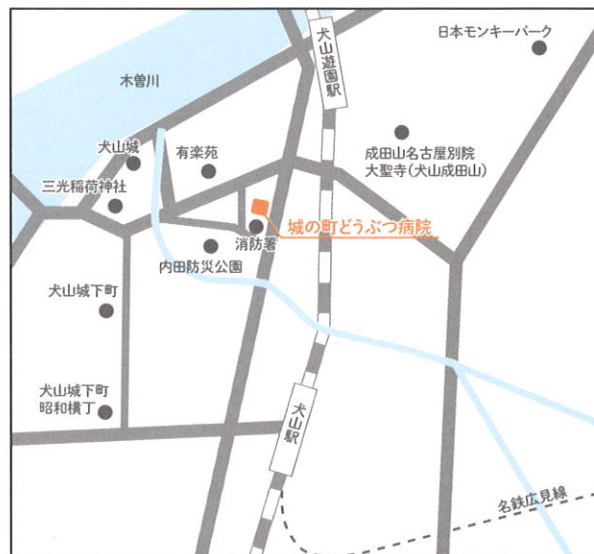 日本モンキーパーク
犬山遊園駅
木曽川
犬山城
有楽苑
成田山名古屋別院
大聖寺(犬山成田山)
三光稲荷神社
城の町どうぶつ病院
消防署
内田防災公園
犬山城下町
犬山城下町
昭和横丁
犬山駅
名鉄広見線